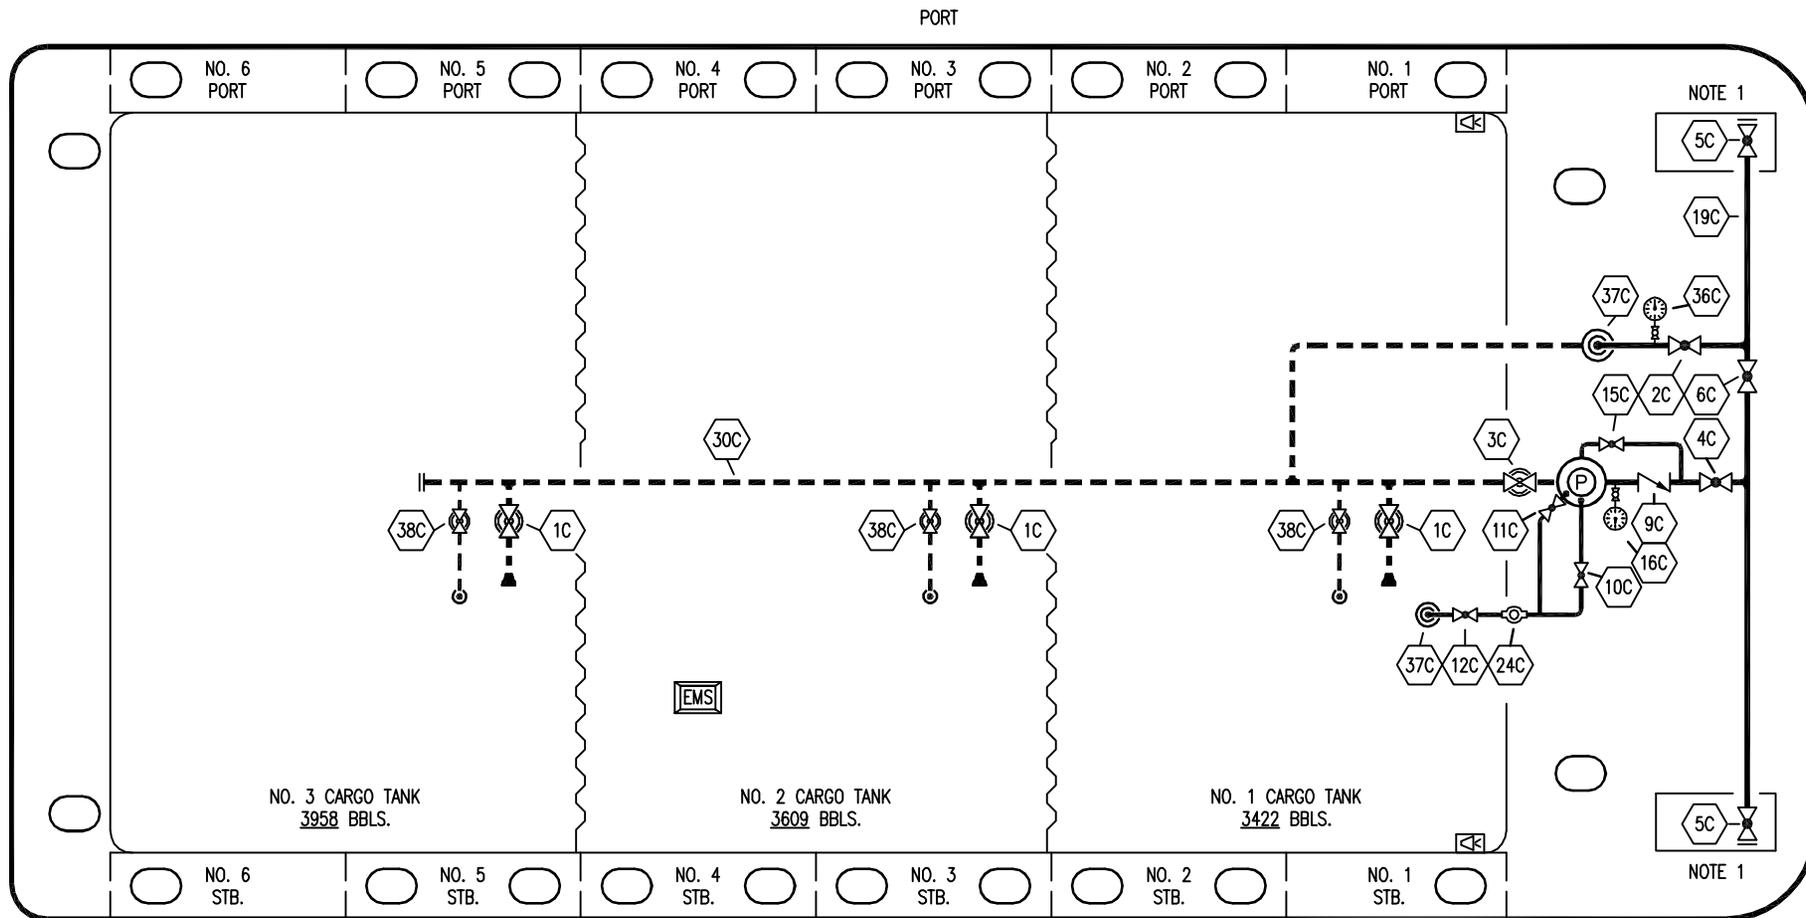 PORT
NO. 6
PORT
NO. 5
PORT
NO. 4
PORT
NO. 3
PORT
NO. 2
PORT
NO. 1
PORT
NOTE 1
5C
19C
37C
36C
15C
2C
6C
30C
3C
4C
P
38C
1C
38C
1C
38C
1C
11C
9C
16C
10C
37C
12C
24C
EMS
NO. 3 CARGO TANK
3958 BBLS.
NO. 2 CARGO TANK
3609 BBLS.
NO. 1 CARGO TANK
3422 BBLS.
5C
NOTE 1
NO. 6
STB.
NO. 5
STB.
NO. 4
STB.
NO. 3
STB.
NO. 2
STB.
NO. 1
STB.